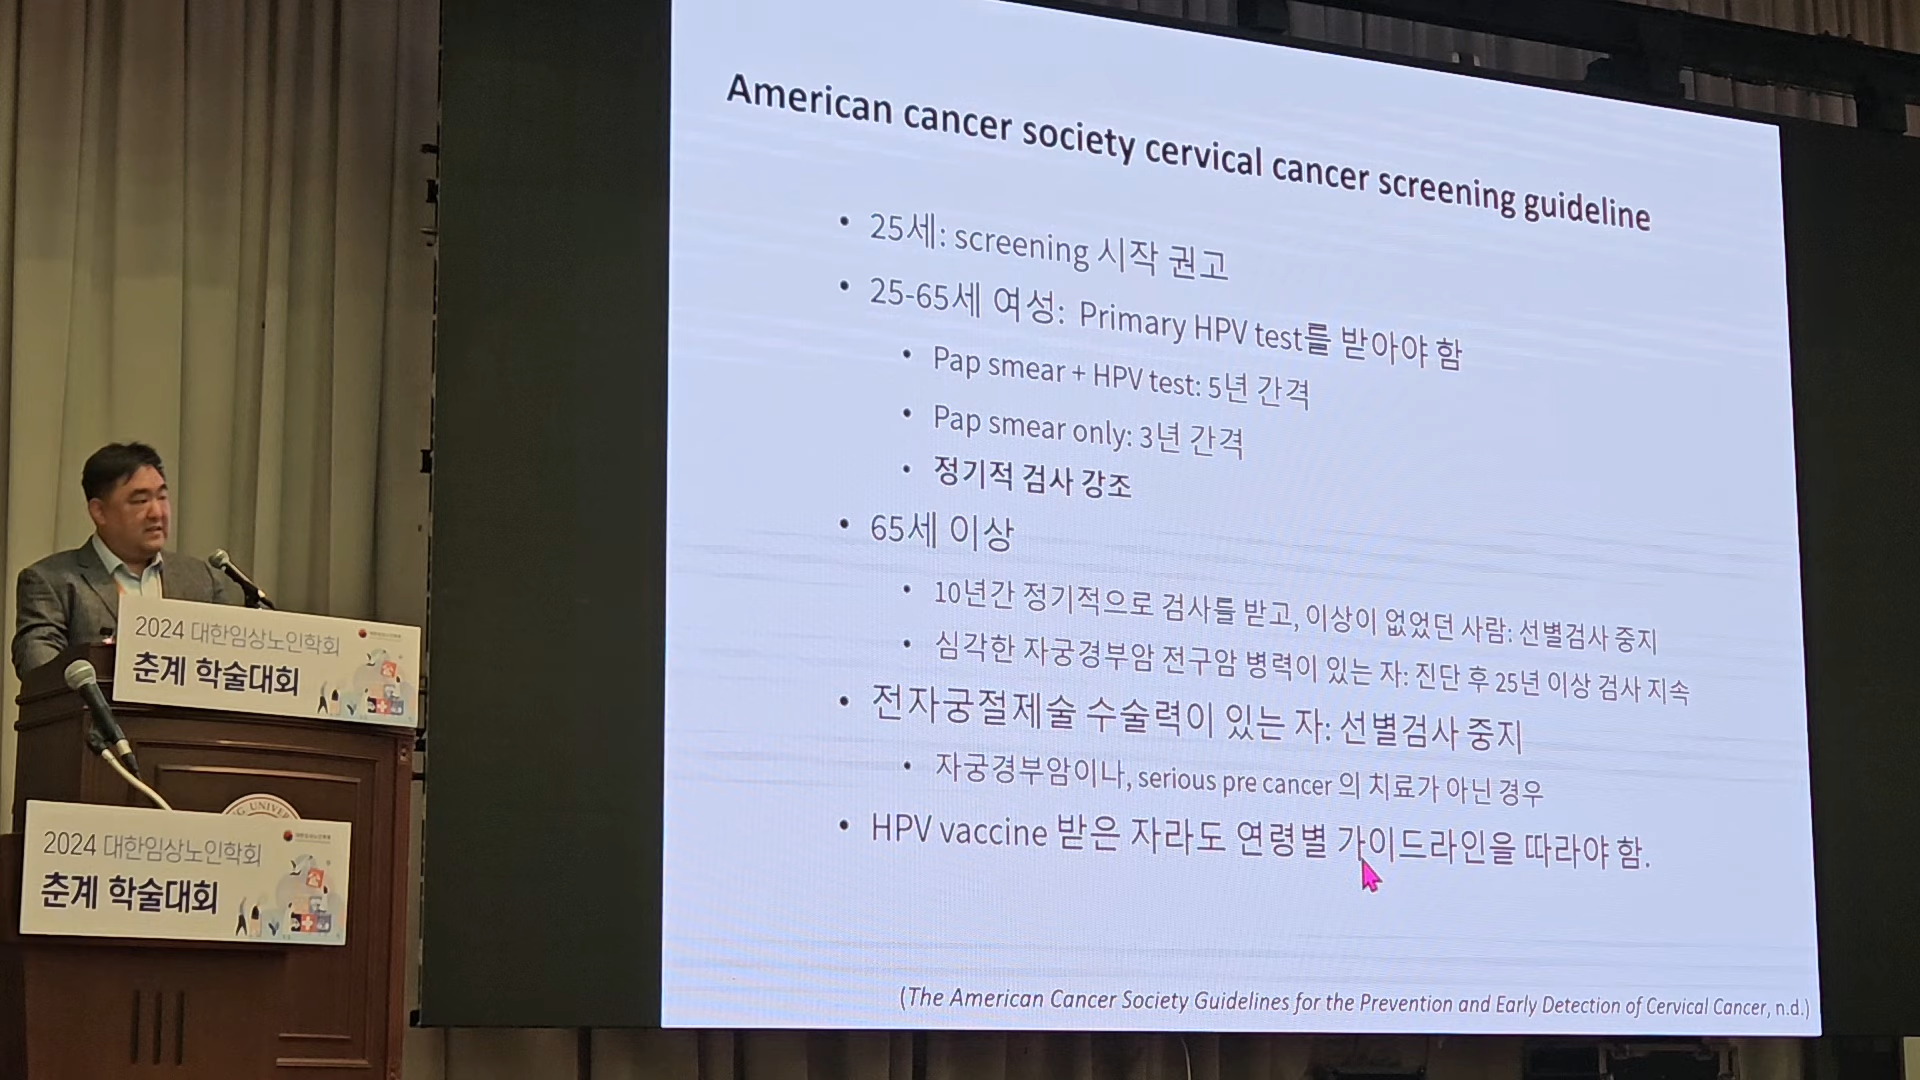 American cancer society cervical cancer screening guideline
• 25세: screening 시작 권고
• 25-65세 여성: Primary HPV test를 받아야 함
• Pap smear + HPV test: 5년 간격
• Pap smear only: 3년 간격
• 정기적 검사 강조
• 65세 이상
• 10년간 정기적으로 검사를 받고, 이상이 없었던 사람: 선별검사 중지
• 심각한 자궁경부암 전구암 병력이 있는 자: 진단 후 25년 이상 검사 지속
• 전자궁절제술 수술력이 있는 자: 선별검사 중지
• 자궁경부암이나, serious pre cancer 의 치료가 아닌 경우
• HPV vaccine 받은 자라도 연령별 가이드라인을 따라야 함.
(The American Cancer Society Guidelines for the Prevention and Early Detection of Cervical Cancer, n.d.)
2024 대한임상노인학회
춘계 학술대회
2024 대한임상노인학회
춘계 학술대회